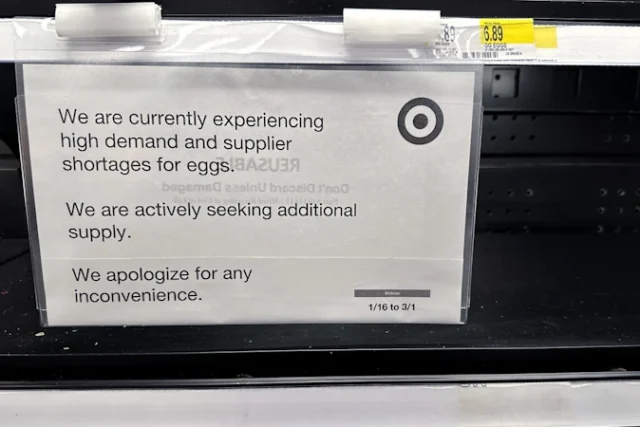 .89
6.89
We are currently experiencing
high demand and supplier
shortages for eggs.
REUSABLE
Don't Discard Unless Damaged
We are actively seeking additional
supply.
We apologize for any
inconvenience.
1/16 to 3/1